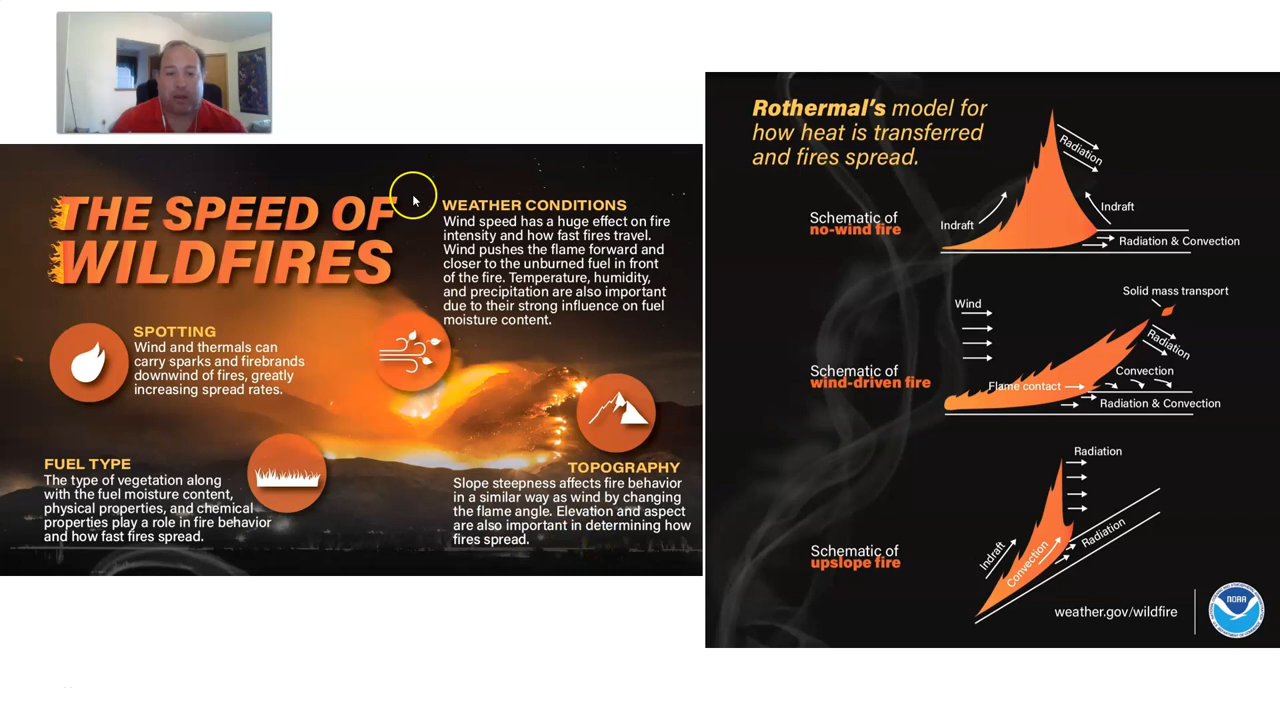 THE SPEED OF
WILDFIRES
SPOTTING
Wind and thermals can
carry sparks and firebrands
downwind of fires, greatly
increasing spread rates.
FUEL TYPE
The type of vegetation along
with the fuel moisture content,
physical properties, and chemical
properties play a role in fire behavior
and how fast fires spread.
WEATHER CONDITIONS
Wind speed has a huge effect on fire
intensity and how fast fires travel.
Wind pushes the flame forward and
closer to the unburned fuel in front
of the fire. Temperature, humidity,
and precipitation are also important
due to their strong influence on fuel
moisture content.
TOPOGRAPHY
Slope steepness affects fire behavior
in a similar way as wind by changing
the flame angle. Elevation and aspect
are also important in determining how
fires spread.
Rothermal's model for
how heat is transferred
and fires spread.
Schematic of
no-wind fire
Radiation
Indraft
Indraft
Radiation & Convection
Schematic of
wind-driven fire
Wind
Solid mass transport
Radiation
Convection
Flame contact
Radiation & Convection
Schematic of
upslope fire
Radiation
Indraft
Convection
Radiation
weather.gov/wildfire
NOAA